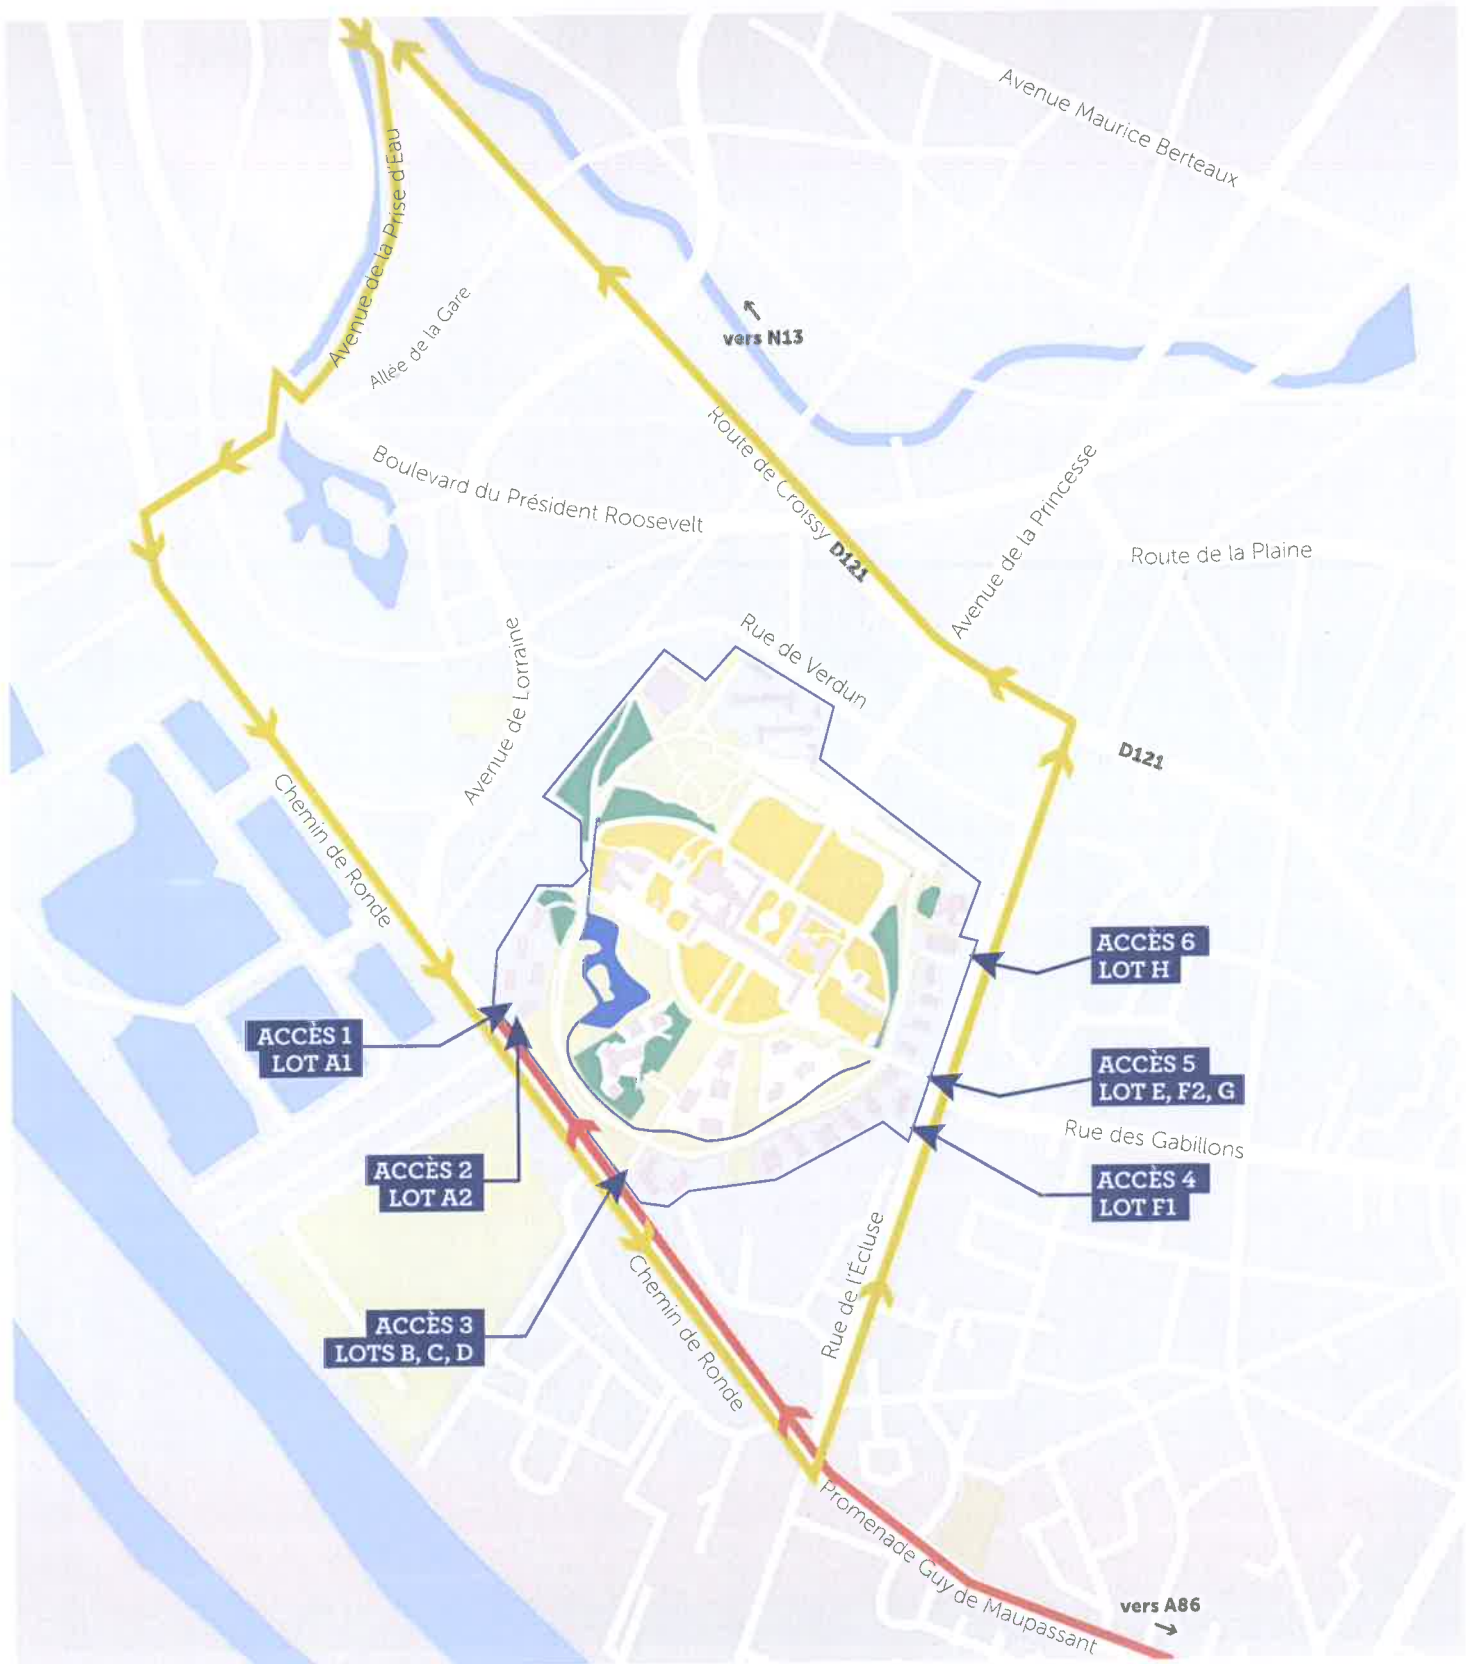 Avenue Maurice Berteaux
Avenue de la Prise d'Eau
Allée de la Gare
vers N13
Route de Croissy
D121
Boulevard du Président Roosevelt
Avenue de la Princesse
Route de la Plaine
Avenue de Lorraine
Rue de Verdun
D121
Chemin de Ronde
ACCÈS 6
LOT H
ACCÈS 1
LOT A1
ACCÈS 5
LOT E, F2, G
Rue des Gabillons
ACCÈS 2
LOT A2
ACCÈS 4
LOT F1
Rue de l'Écluse
Chemin de Ronde
ACCÈS 3
LOTS B, C, D
Promenade Guy de Maupassant
vers A86